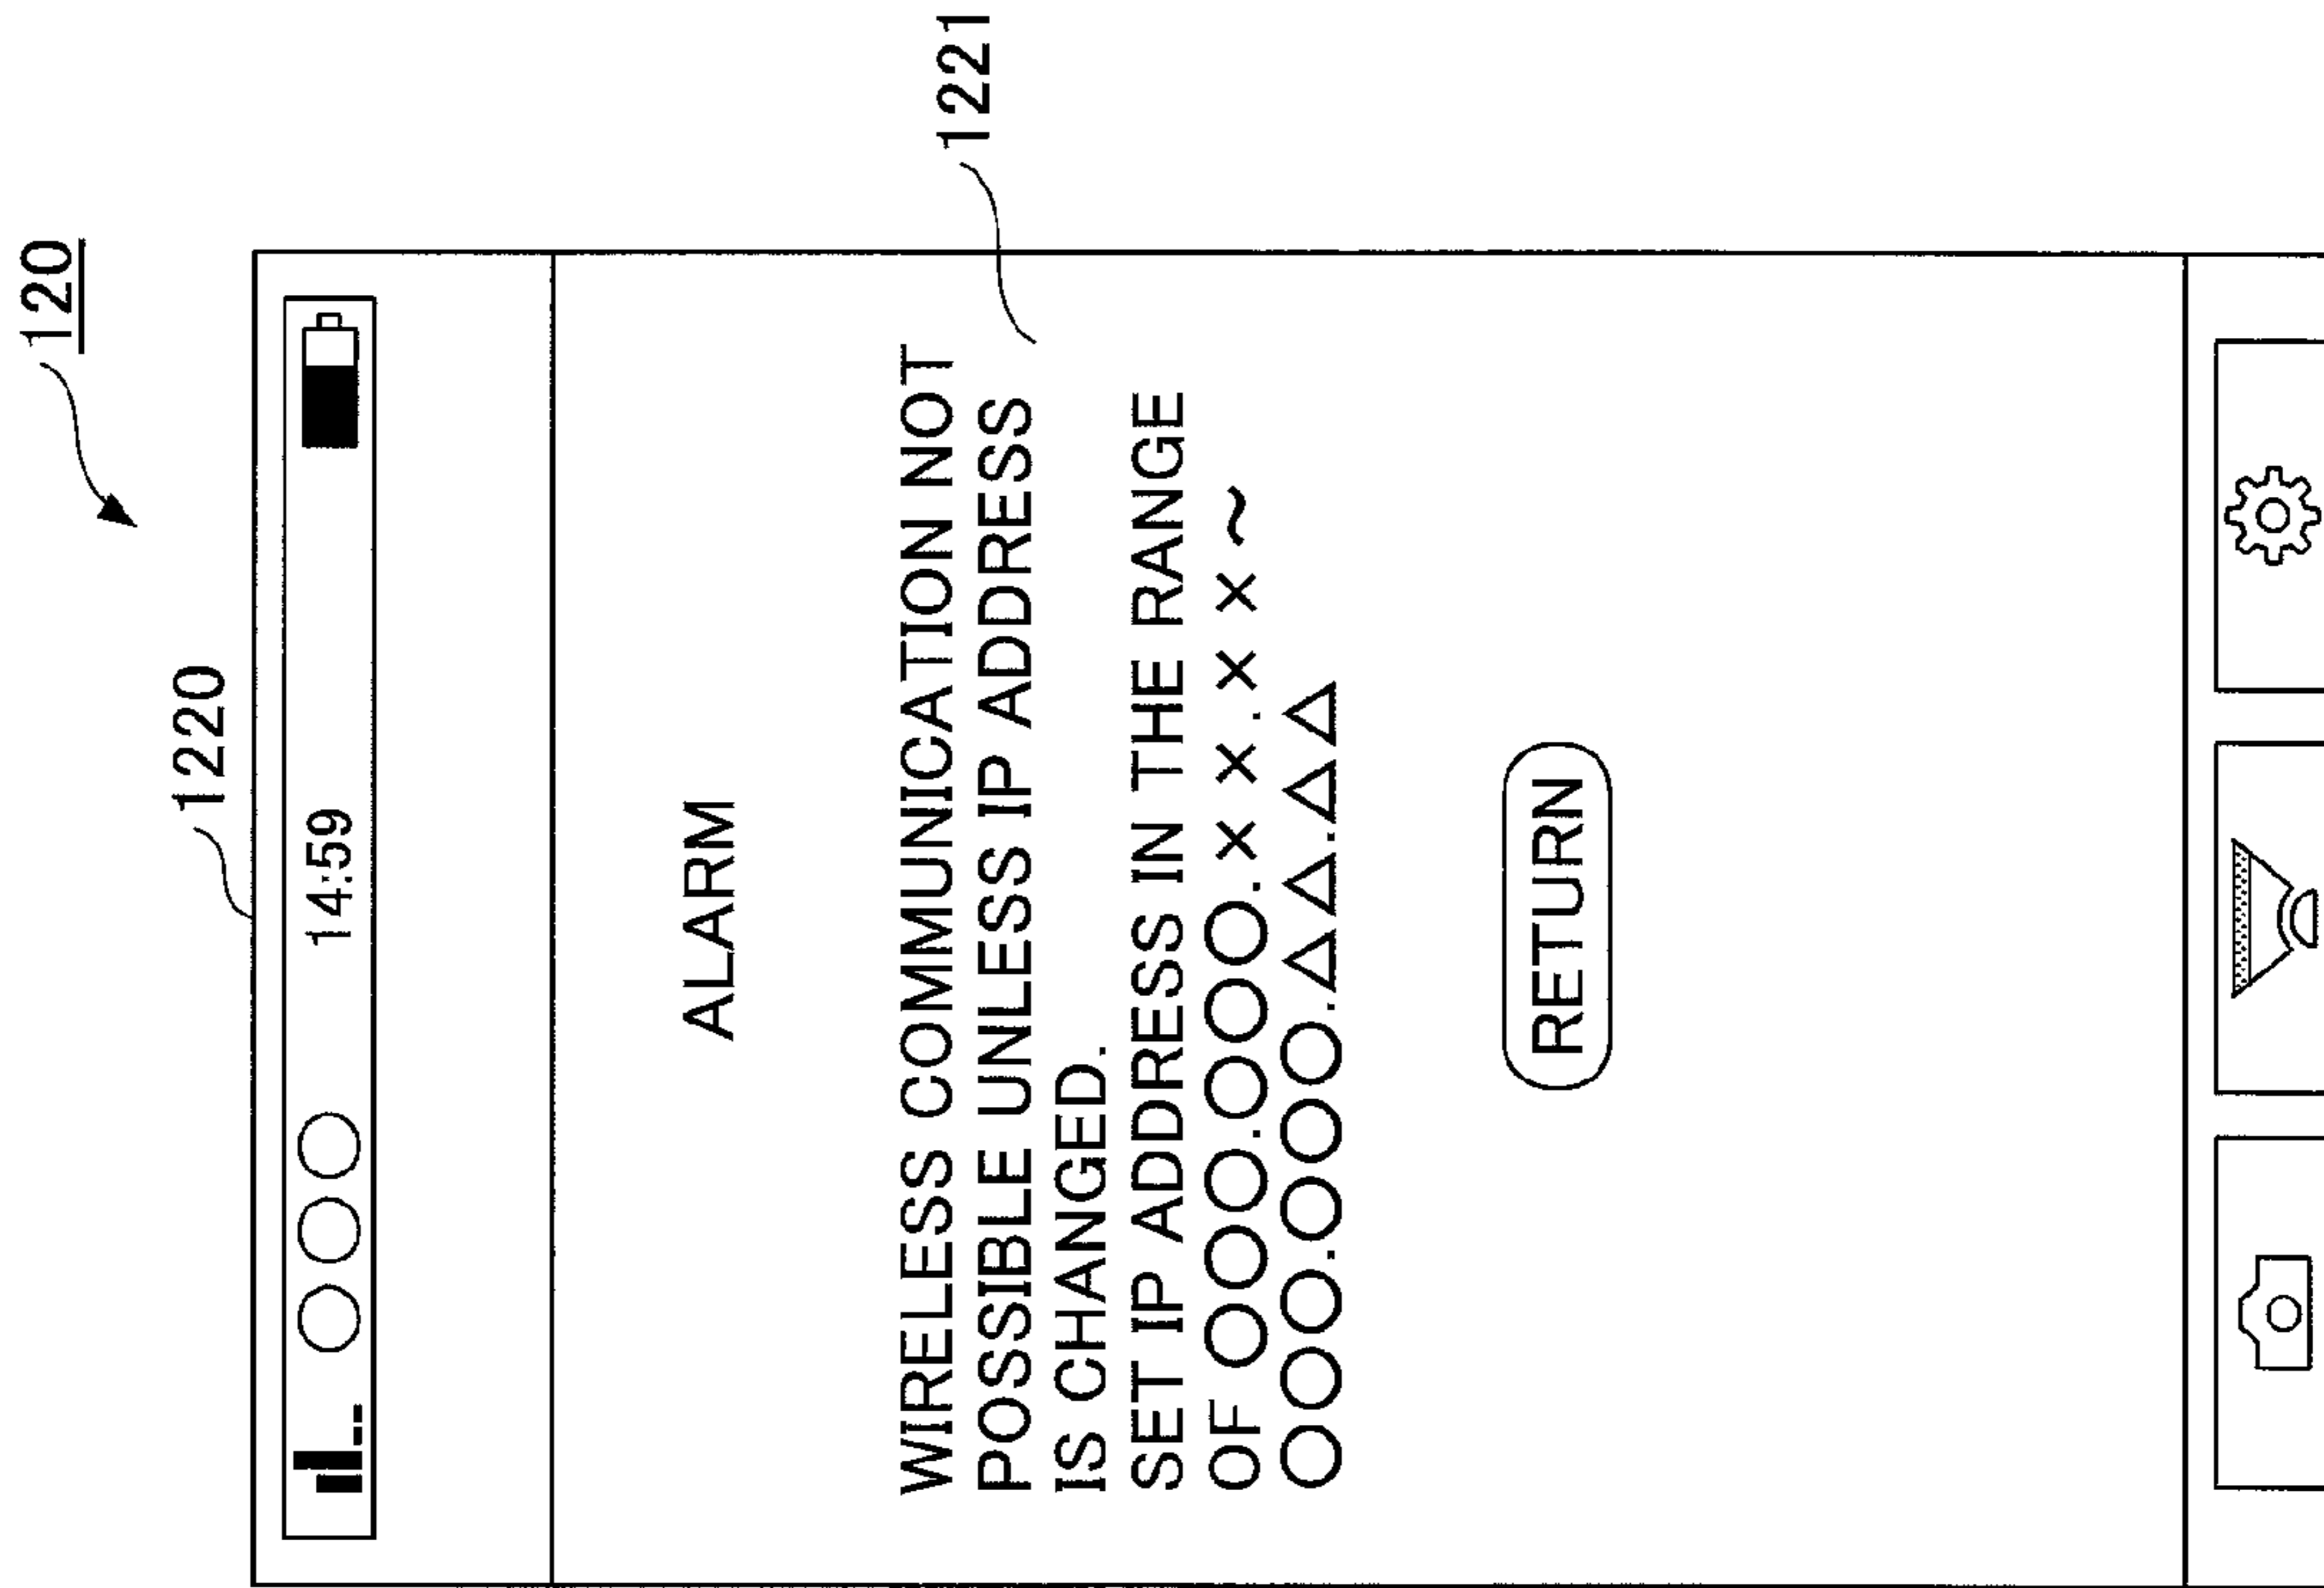 120
1220
○○○ 14:59
1221
ALARM
WIRELESS COMMUNICATION NOT
POSSIBLE UNLESS IP ADDRESS
IS CHANGED.
SET IP ADDRESS IN THE RANGE
OF ○○○.○○○.××.××~
○○○.○○○.△△.△△
RETURN